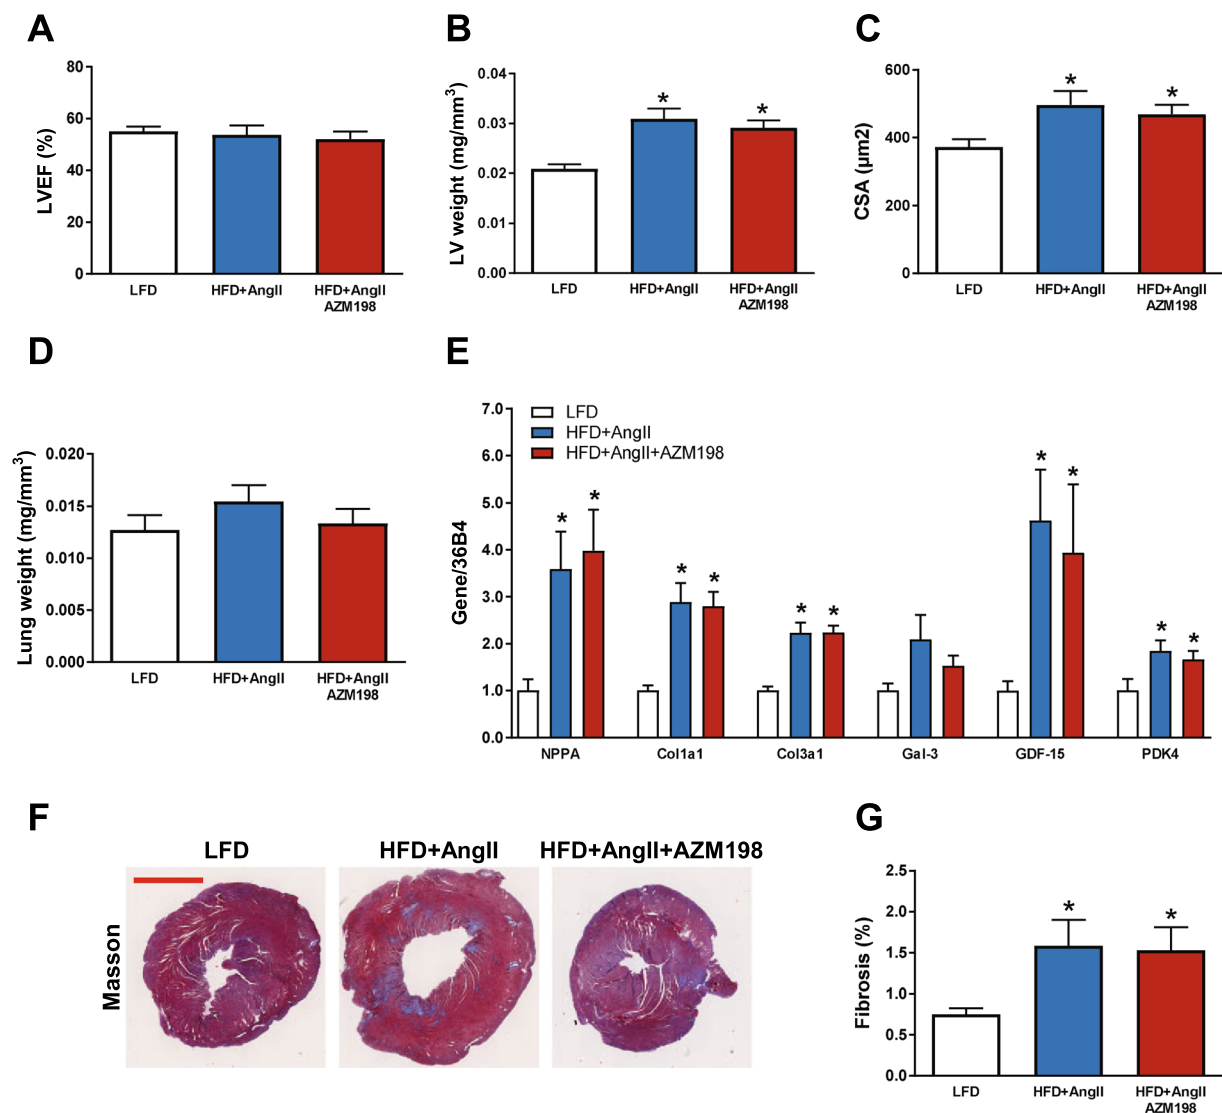 A
LVEF (%)
80
60
40
20
0
LFD
HFD+AngII
HFD+AngII
AZM198
B
LV weight (mg/mm³)
0.04
0.03
0.02
0.01
0.00
*
*
LFD
HFD+AngII
HFD+AngII
AZM198
C
CSA (µm2)
600
400
200
0
*
*
LFD
HFD+AngII
HFD+AngII
AZM198
D
Lung weight (mg/mm³)
0.020
0.015
0.010
0.005
0.000
LFD
HFD+AngII
HFD+AngII
AZM198
E
Gene/36B4
7.0
6.0
5.0
4.0
3.0
2.0
1.0
0.0
LFD
HFD+AngII
HFD+AngII+AZM198
* *
* *
* *
* *
* *
NPPA
Col1a1
Col3a1
Gal-3
GDF-15
PDK4
F
LFD
HFD+AngII
HFD+AngII+AZM198
Masson
G
Fibrosis (%)
2.5
2.0
1.5
1.0
0.5
0.0
*
*
LFD
HFD+AngII
HFD+AngII
AZM198